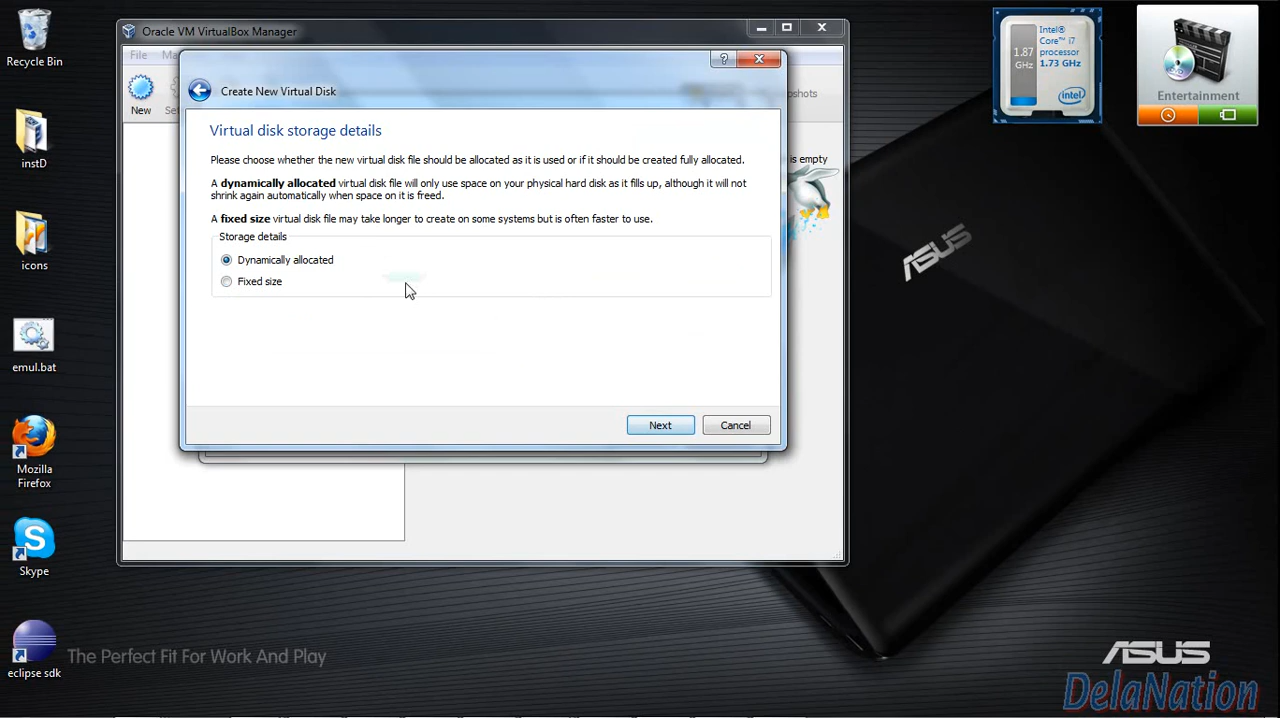 Recycle Bin
instD
icons
emul.bat
Mozilla
Firefox
Skype
eclipse sdk
Oracle VM VirtualBox Manager
File
Ma
New
Set
pshots
is empty
?
Create New Virtual Disk
Virtual disk storage details
Please choose whether the new virtual disk file should be allocated as it is used or if it should be created fully allocated.
A dynamically allocated virtual disk file will only use space on your physical hard disk as it fills up, although it will not
shrink again automatically when space on it is freed.
A fixed size virtual disk file may take longer to create on some systems but is often faster to use.
Storage details
Dynamically allocated
Fixed size
Next
Cancel
1.87
GHz
Intel®
Core™ i7
processor
1.73 GHz
intel
Entertainment
ASUS
The Perfect Fit For Work And Play
ASUS
DelaNation